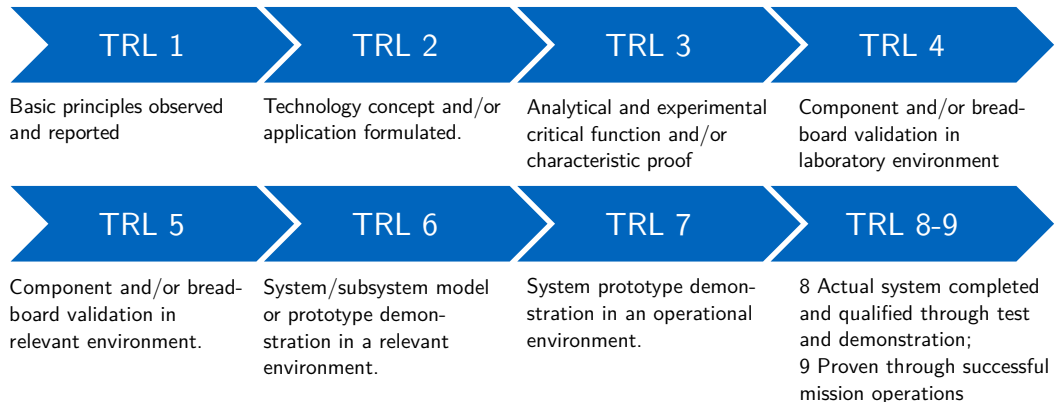 TRL 1
TRL 2
TRL 3
TRL 4
Basic principles observed
and reported
Technology concept and/or
application formulated.
Analytical and experimental
critical function and/or
characteristic proof
Component and/or bread-
board validation in
laboratory environment
TRL 5
TRL 6
TRL 7
TRL 8-9
Component and/or bread-
board validation in
relevant environment.
System/subsystem model
or prototype demon-
stration in a relevant
environment.
System prototype demon-
stration in an operational
environment.
8 Actual system completed
and qualified through test
and demonstration;
9 Proven through successful
mission operations